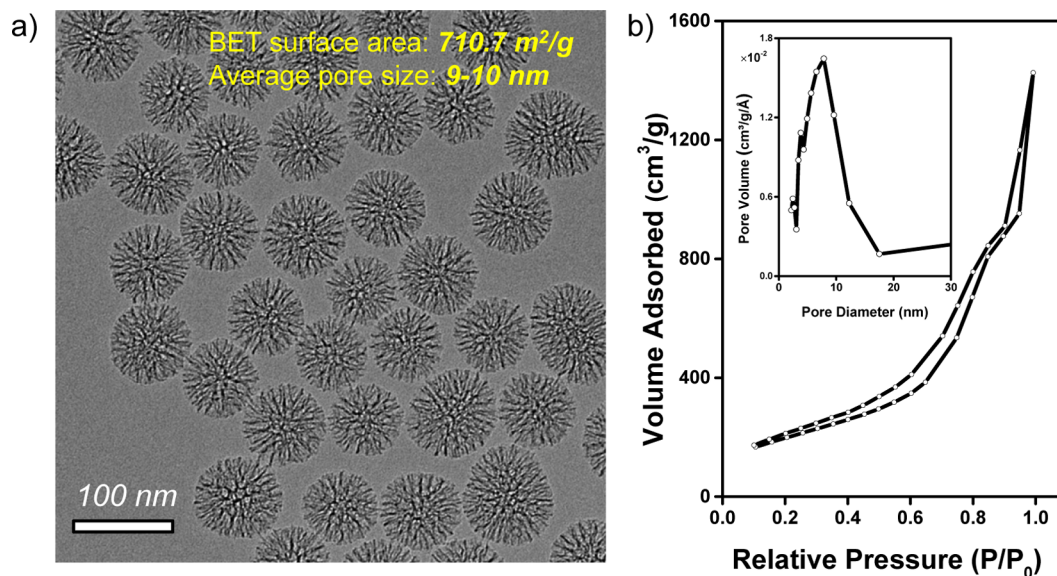 a)
BET surface area: 710.7 m²/g
Average pore size: 9-10 nm
100 nm
b)
Volume Adsorbed (cm³/g)
1600
1200
800
400
0
0.0 0.2 0.4 0.6 0.8 1.0
Relative Pressure (P/P₀)
Pore Volume (cm³/g/Å)
1.8
×10⁻²
1.2
0.6
0.0
0 10 20 30
Pore Diameter (nm)